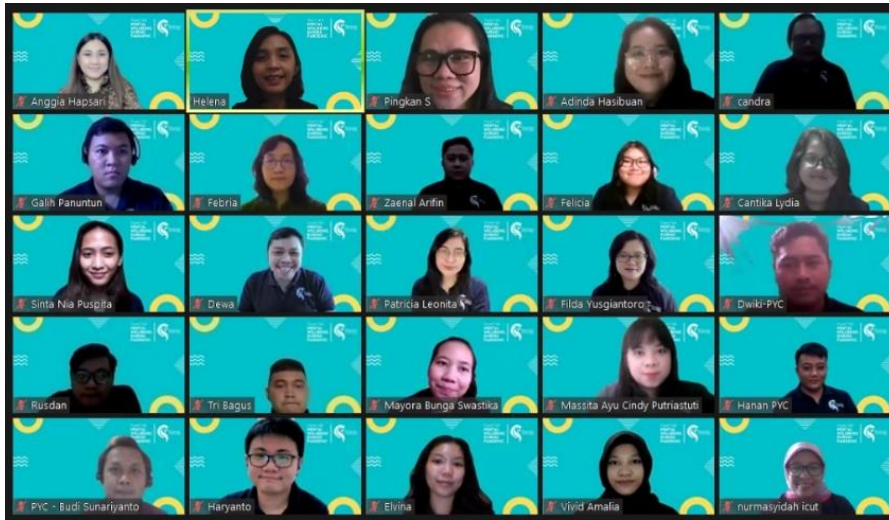 Anggia Hapsari
Helena
Pingkan S
Adinda Hasibuan
candra
Galih Panuntun
Febria
Zaenal Arifin
Felicia
Cantika Lydia
Sinta Nia Puspita
Dewa
Patricia Leonita
Filda Yusgiantoro
Dwiki-PYC
Rusdan
Tri Bagus
Mayora Bunga Swastika
Massita Ayu Cindy Putriastuti
Hanan PYC
PYC - Budi Sunariyanto
Haryanto
Elvina
Vivid Amalia
nurmasyidah icut